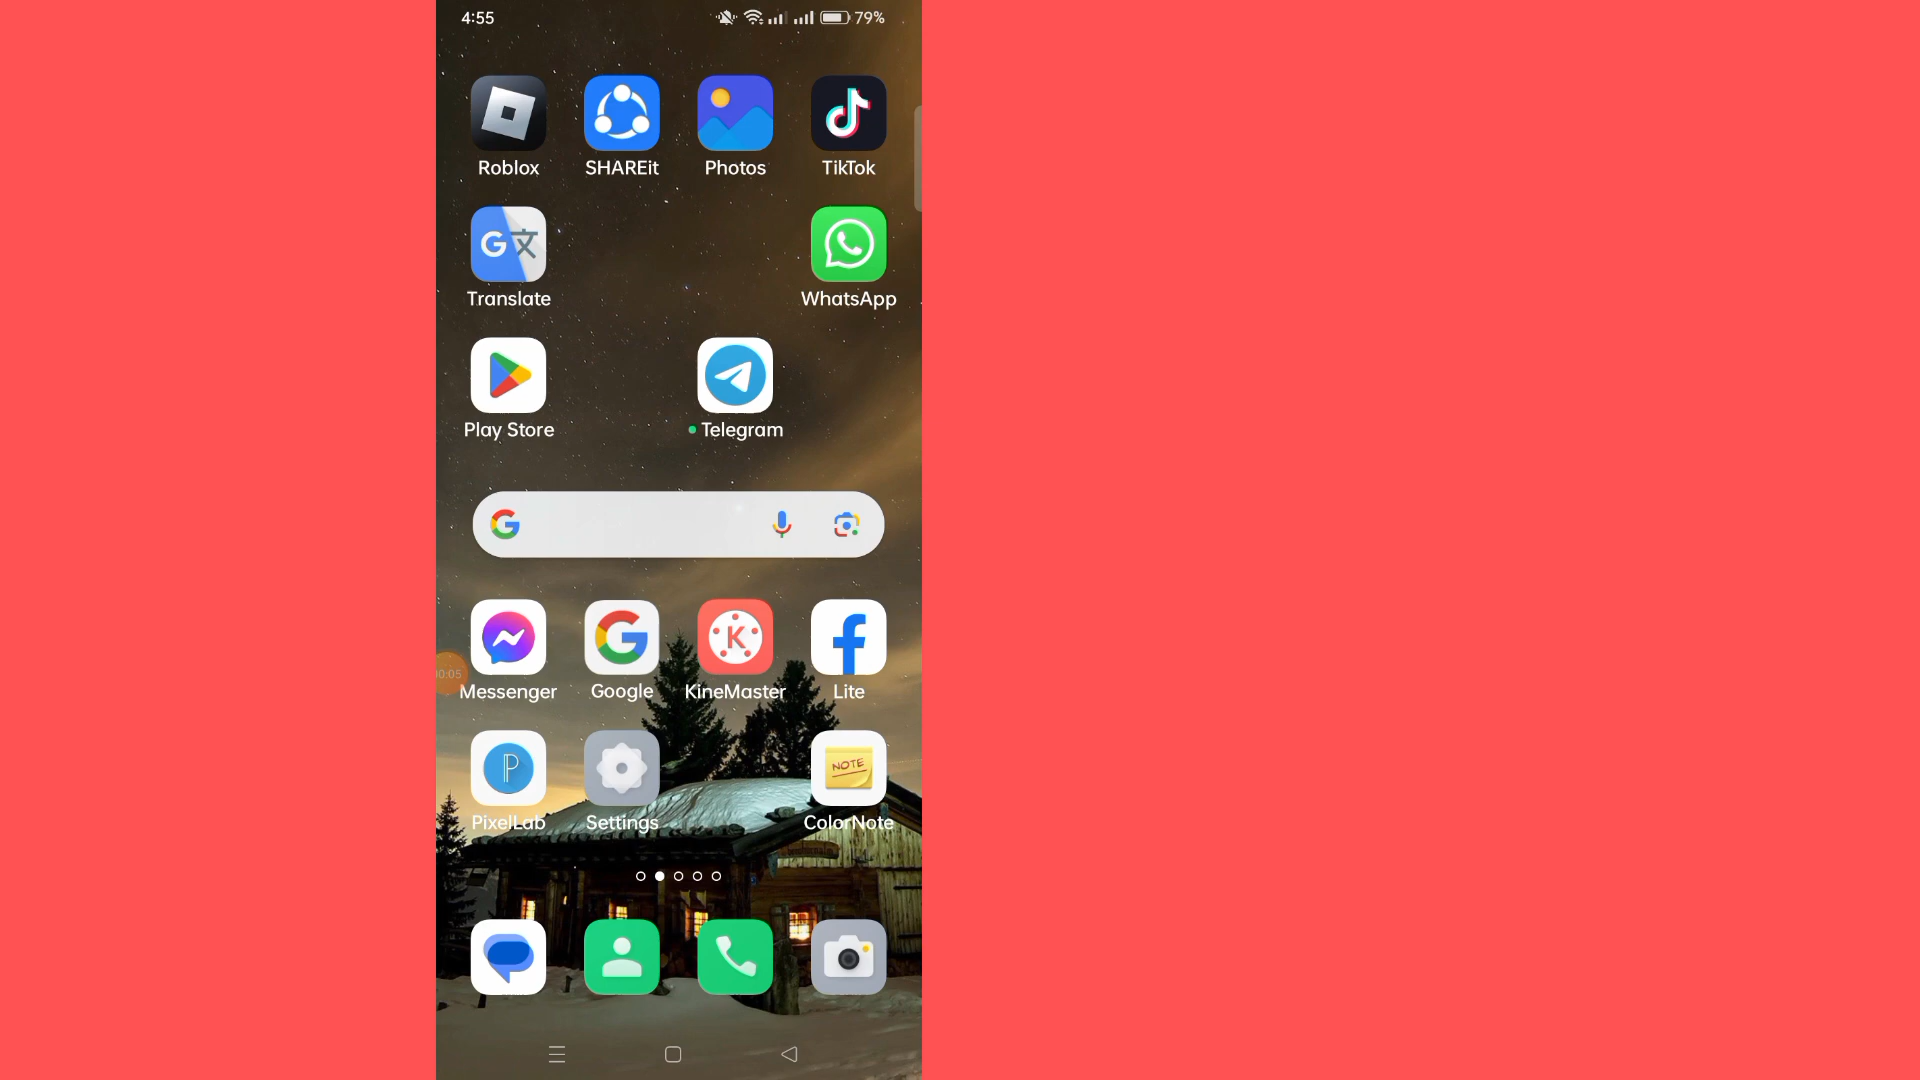 4:55 79%
Roblox SHAREit Photos TikTok
Translate WhatsApp
Play Store Telegram
Messenger Google KineMaster Lite
NOTE
PixelLab Settings ColorNote